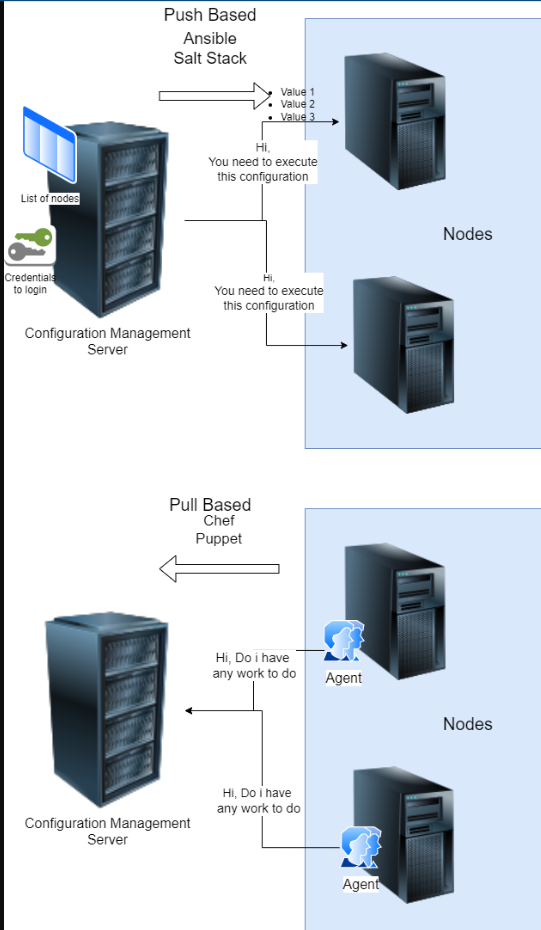 Push Based
Ansible
Salt Stack
Value 1
Value 2
Value 3
Hi,
You need to execute
this configuration
List of nodes
Nodes
Credentials
to login
Hi,
You need to execute
this configuration
Configuration Management
Server
Pull Based
Chef
Puppet
Hi, Do i have
any work to do
Agent
Nodes
Hi, Do i have
any work to do
Configuration Management
Server
Agent